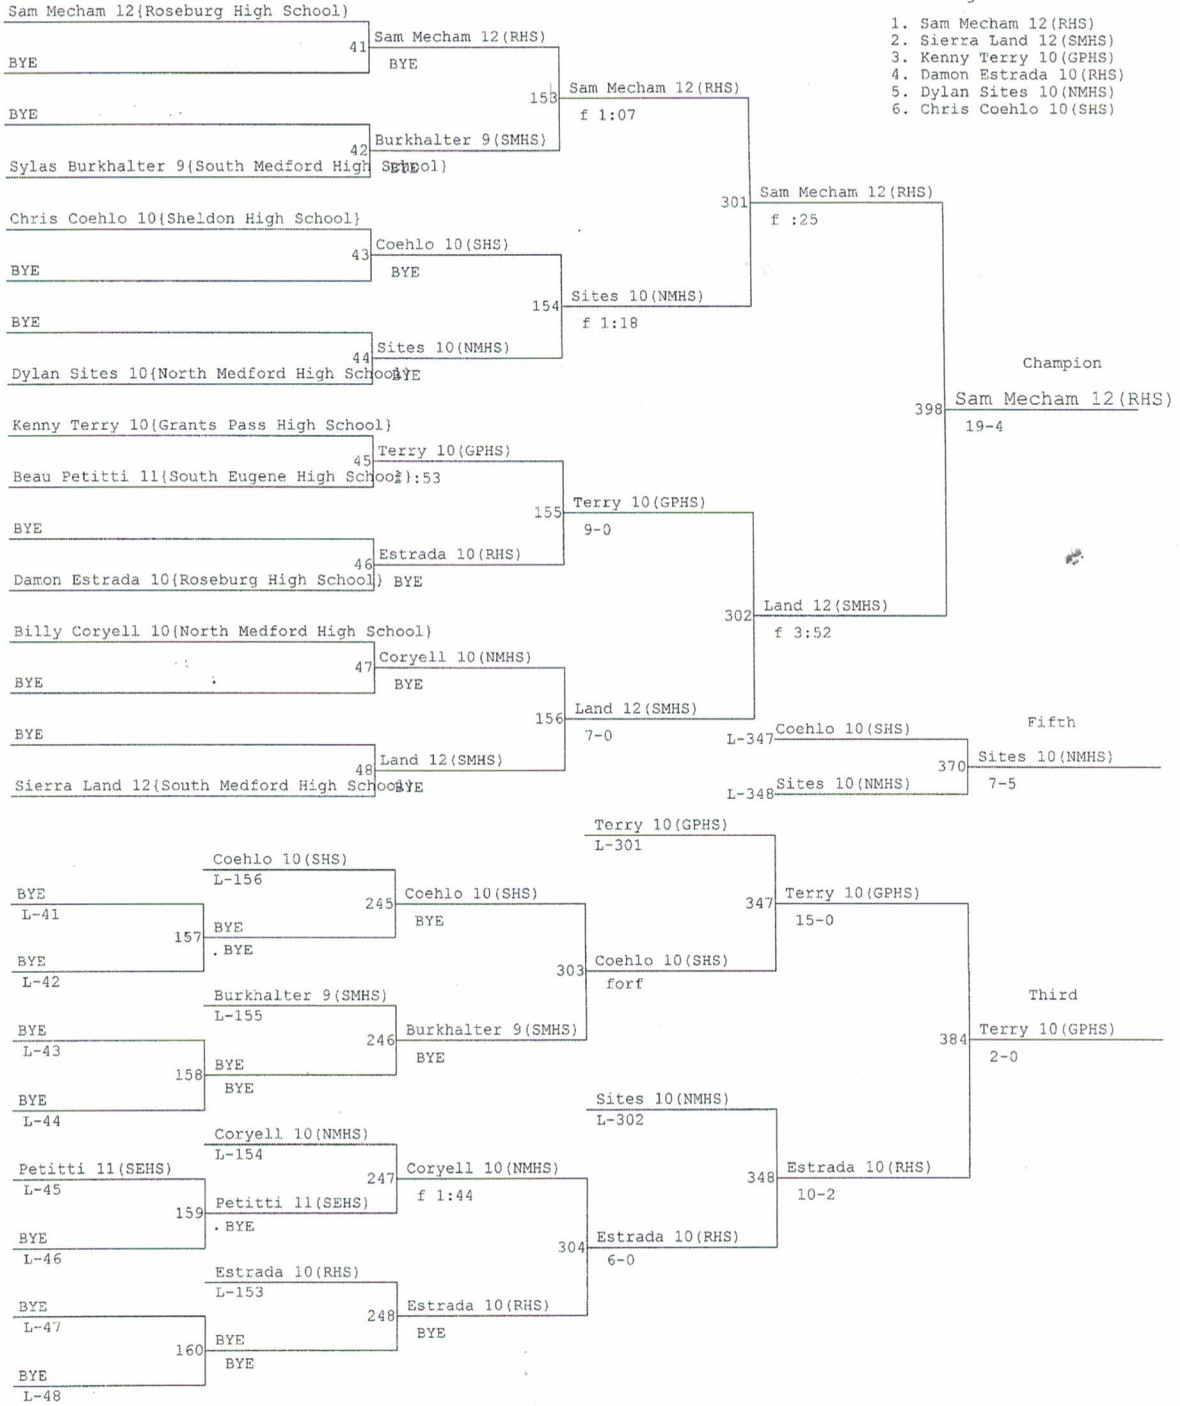 Sam Mecham 12{Roseburg High School}
1. Sam Mecham 12(RHS)
2. Sierra Land 12(SMHS)
3. Kenny Terry 10(GPHS)
4. Damon Estrada 10(RHS)
5. Dylan Sites 10(NMHS)
6. Chris Coehlo 10(SHS)
41 Sam Mecham 12(RHS)
BYE
BYE
153 Sam Mecham 12(RHS)
f 1:07
BYE
42 Burkhalter 9(SMHS)
Sylas Burkhalter 9{South Medford High School}
BYE
301 Sam Mecham 12(RHS)
f :25
Chris Coehlo 10{Sheldon High School}
43 Coehlo 10(SHS)
BYE
BYE
154 Sites 10(NMHS)
f 1:18
BYE
44 Sites 10(NMHS)
Dylan Sites 10{North Medford High School}
BYE
Champion
398 Sam Mecham 12(RHS)
19-4
Kenny Terry 10{Grants Pass High School}
45 Terry 10(GPHS)
Beau Petitti 11{South Eugene High School}
:53
155 Terry 10(GPHS)
9-0
BYE
46 Estrada 10(RHS)
Damon Estrada 10{Roseburg High School}
BYE
302 Land 12(SMHS)
f 3:52
Billy Coryell 10{North Medford High School}
47 Coryell 10(NMHS)
BYE
BYE
156 Land 12(SMHS)
7-0
BYE
48 Land 12(SMHS)
Sierra Land 12{South Medford High School}
BYE
Fifth
L-347 Coehlo 10(SHS)
370 Sites 10(NMHS)
7-5
L-348 Sites 10(NMHS)
Terry 10(GPHS)
L-301
Coehlo 10(SHS)
L-156
BYE
L-41
245 Coehlo 10(SHS)
BYE
347 Terry 10(GPHS)
15-0
157 BYE
. BYE
BYE
L-42
303 Coehlo 10(SHS)
forf
Burkhalter 9(SMHS)
L-155
Third
BYE
L-43
246 Burkhalter 9(SMHS)
BYE
384 Terry 10(GPHS)
2-0
158 BYE
BYE
BYE
L-44
Sites 10(NMHS)
L-302
Coryell 10(NMHS)
L-154
Petitti 11(SEHS)
L-45
247 Coryell 10(NMHS)
f 1:44
348 Estrada 10(RHS)
10-2
159 Petitti 11(SEHS)
. BYE
BYE
L-46
304 Estrada 10(RHS)
6-0
Estrada 10(RHS)
L-153
BYE
L-47
248 Estrada 10(RHS)
BYE
160 BYE
BYE
BYE
L-48